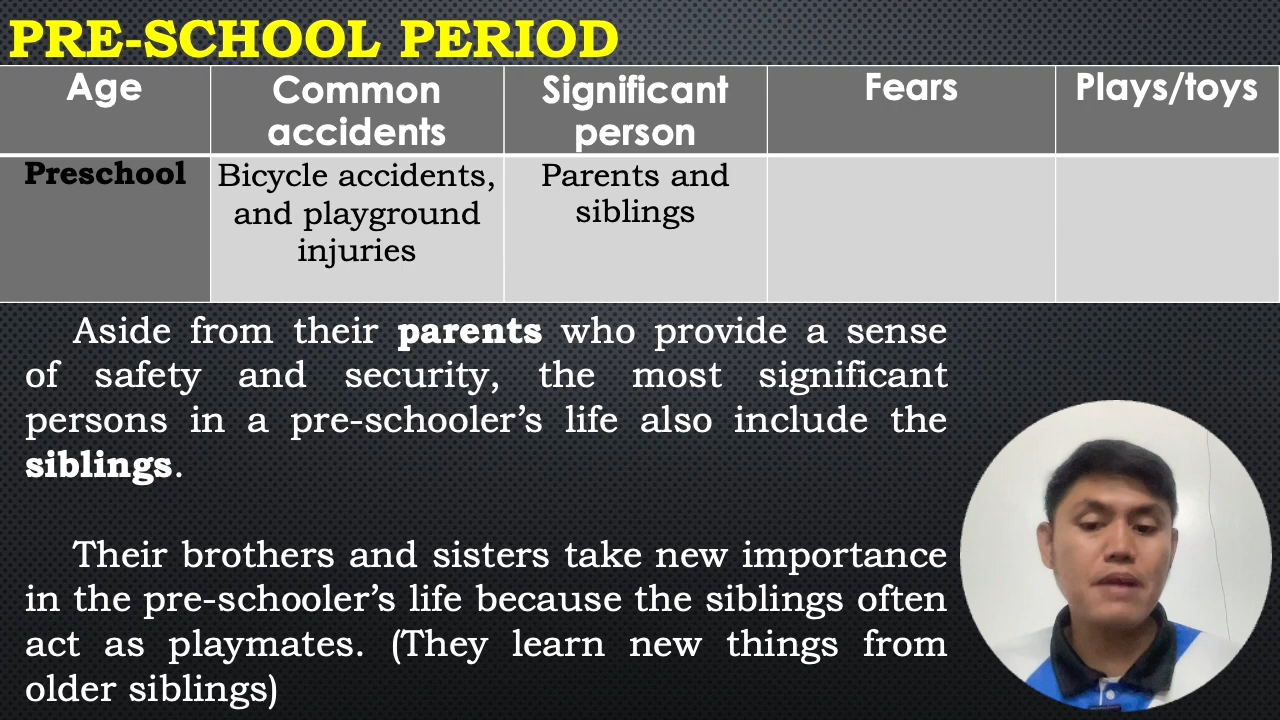 PRE-SCHOOL PERIOD
Age
Common
accidents
Significant
person
Fears
Plays/toys
Preschool
Bicycle accidents,
and playground
injuries
Parents and
siblings
Aside from their parents who provide a sense
of safety and security, the most significant
persons in a pre-schooler’s life also include the
siblings.
Their brothers and sisters take new importance
in the pre-schooler’s life because the siblings often
act as playmates. (They learn new things from
older siblings)